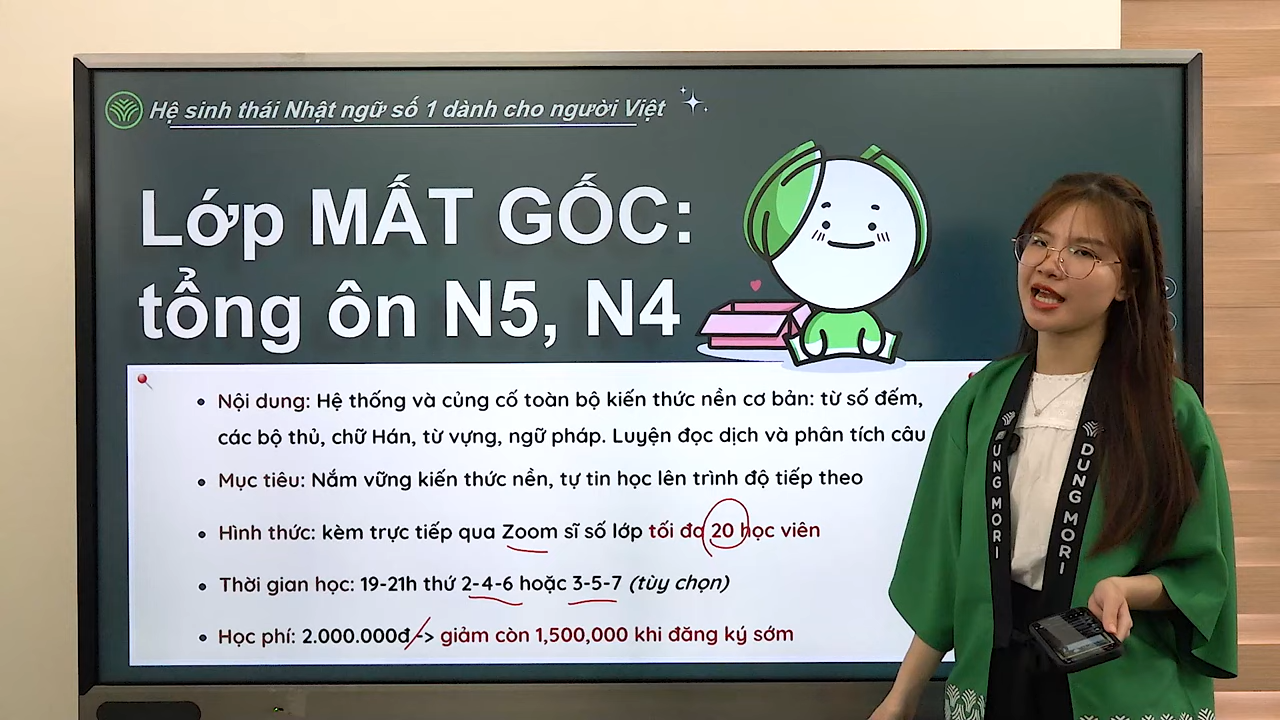 Hệ sinh thái Nhật ngữ số 1 dành cho người Việt
Lớp MẤT GỐC:
tổng ôn N5, N4
• Nội dung: Hệ thống và củng cố toàn bộ kiến thức nền cơ bản: từ số đếm,
các bộ thủ, chữ Hán, từ vựng, ngữ pháp. Luyện đọc dịch và phân tích câu
• Mục tiêu: Nắm vững kiến thức nền, tự tin học lên trình độ tiếp theo
• Hình thức: kèm trực tiếp qua Zoom sĩ số lớp tối đa 20 học viên
• Thời gian học: 19-21h thứ 2-4-6 hoặc 3-5-7 (tùy chọn)
• Học phí: 2.000.000đ -> giảm còn 1,500,000 khi đăng ký sớm
UNG MORI
DUNG MORI